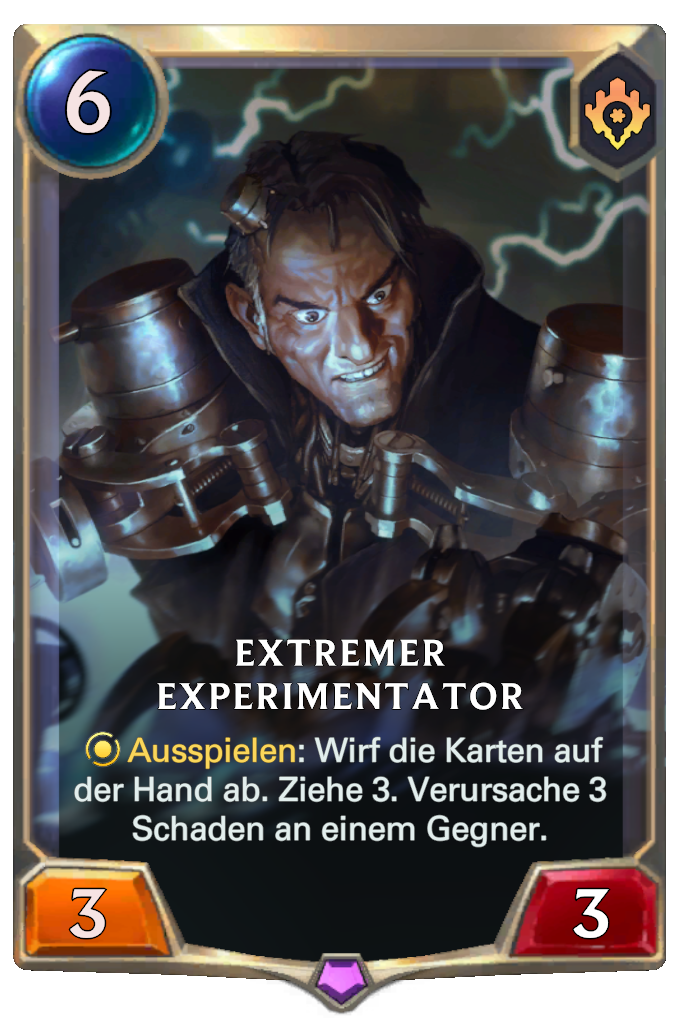 6
EXTREMER
EXPERIMENTATOR
Ausspielen: Wirf die Karten auf
der Hand ab. Ziehe 3. Verursache 3
Schaden an einem Gegner.
3 3